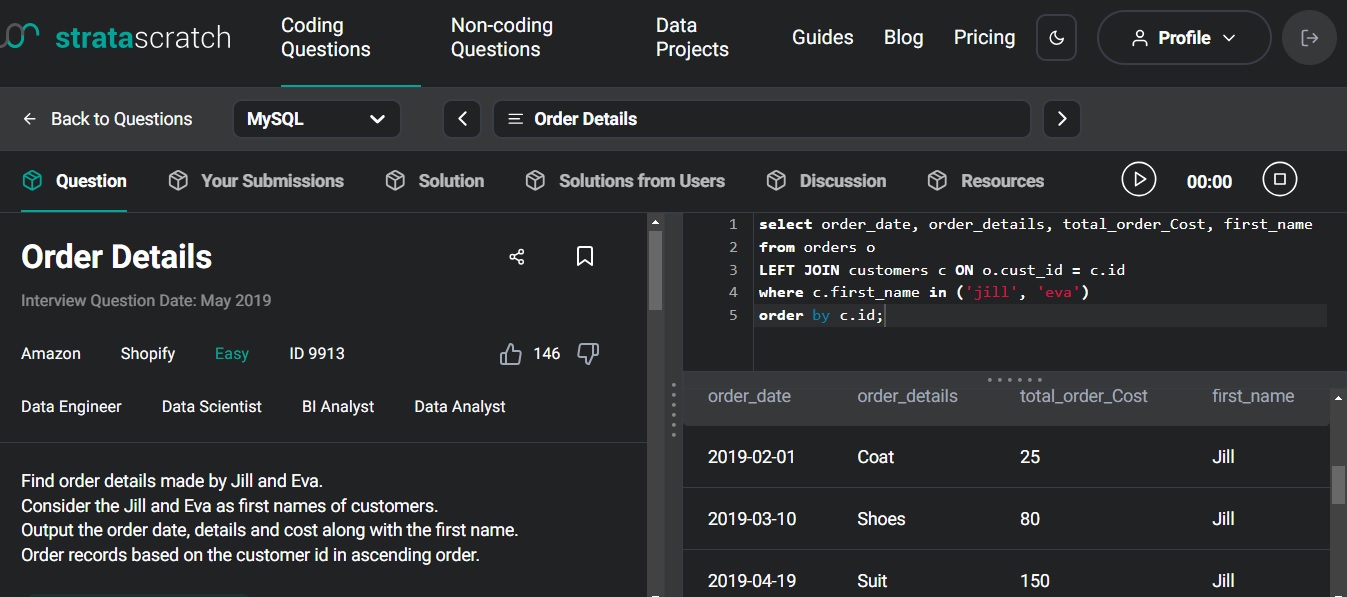 stratascratch
Coding Questions
Non-coding Questions
Data Projects
Guides
Blog
Pricing
Profile
Back to Questions
MySQL
Order Details
Question
Your Submissions
Solution
Solutions from Users
Discussion
Resources
00:00
Order Details
Interview Question Date: May 2019
Amazon Shopify Easy ID 9913 146
Data Engineer Data Scientist BI Analyst Data Analyst
Find order details made by Jill and Eva.
Consider the Jill and Eva as first names of customers.
Output the order date, details and cost along with the first name.
Order records based on the customer id in ascending order.
1 select order_date, order_details, total_order_Cost, first_name
2 from orders o
3 LEFT JOIN customers c ON o.cust_id = c.id
4 where c.first_name in ('jill', 'eva')
5 order by c.id;
order_date order_details total_order_Cost first_name
2019-02-01 Coat 25 Jill
2019-03-10 Shoes 80 Jill
2019-04-19 Suit 150 Jill